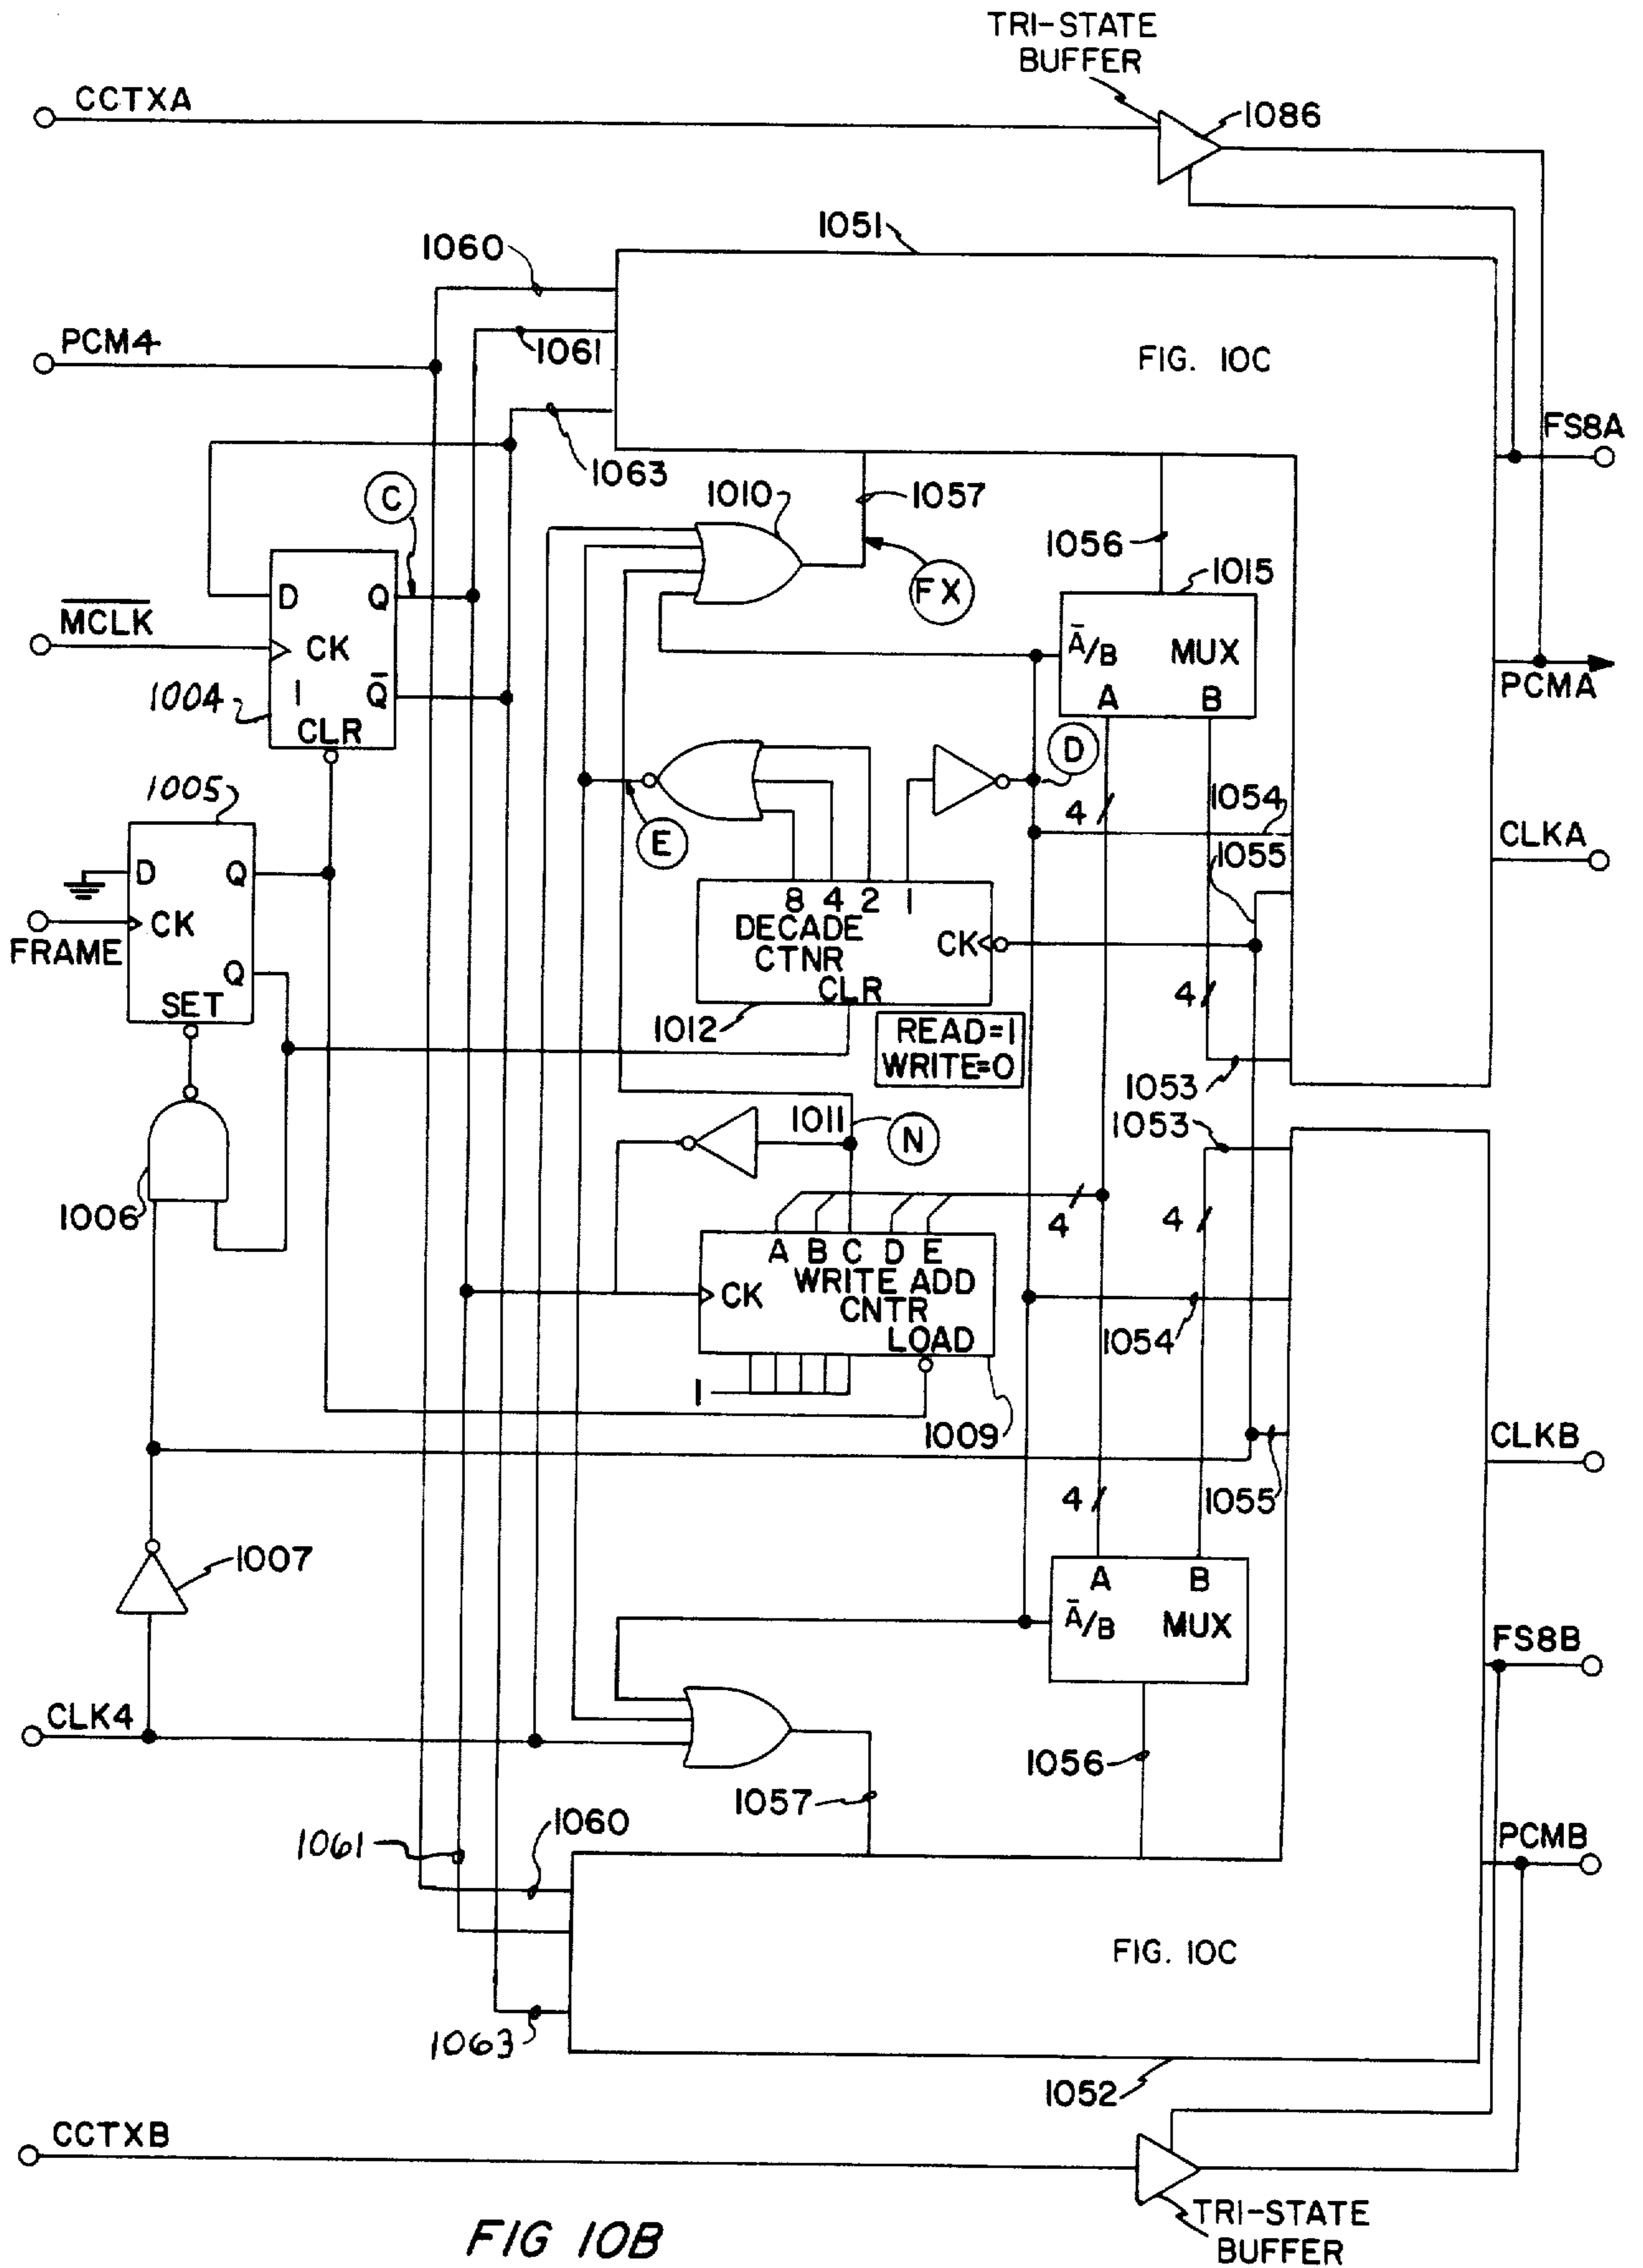 TRI-STATE
BUFFER
CCTXA
1086
1051
1060
PCM4
1061
FIG. 10C
FS8A
1063
1010
1057
C
1056
FX
1015
D Q
MCLK
CK
A/B MUX
PCMA
1 Q
A B
1004
CLR
D
1005
4
1054
E
CLKA
1055
D Q
8 4 2 1
CK
DECADE
CK
FRAME
CTNR
Q
CLR
4
SET
1012
READ=1
WRITE=0
1053
1011
N
1053
1006
4
4
A B C D E
WRITE ADD
CK
CNTR
LOAD
1054
1
1009
CLKB
4
1055
1007
A B
A/B MUX
FS8B
CLK4
1056
1057
1060
1061
PCMB
FIG. 10C
1063
1052
CCTXB
TRI-STATE
BUFFER
FIG 10B